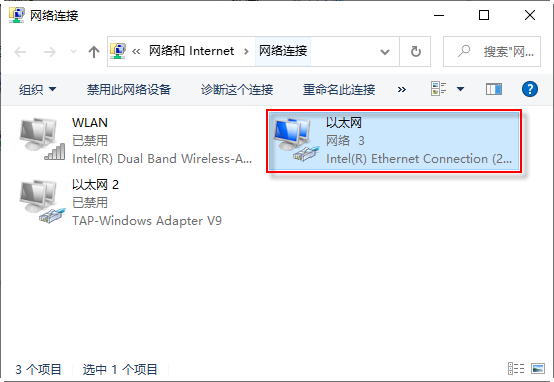 网络连接
« 网络和 Internet › 网络连接
搜索"网...
组织 禁用此网络设备 诊断这个连接 重命名此连接 »
WLAN
已禁用
Intel(R) Dual Band Wireless-A...
以太网
网络 3
Intel(R) Ethernet Connection (2...
以太网 2
已禁用
TAP-Windows Adapter V9
3 个项目 选中 1 个项目